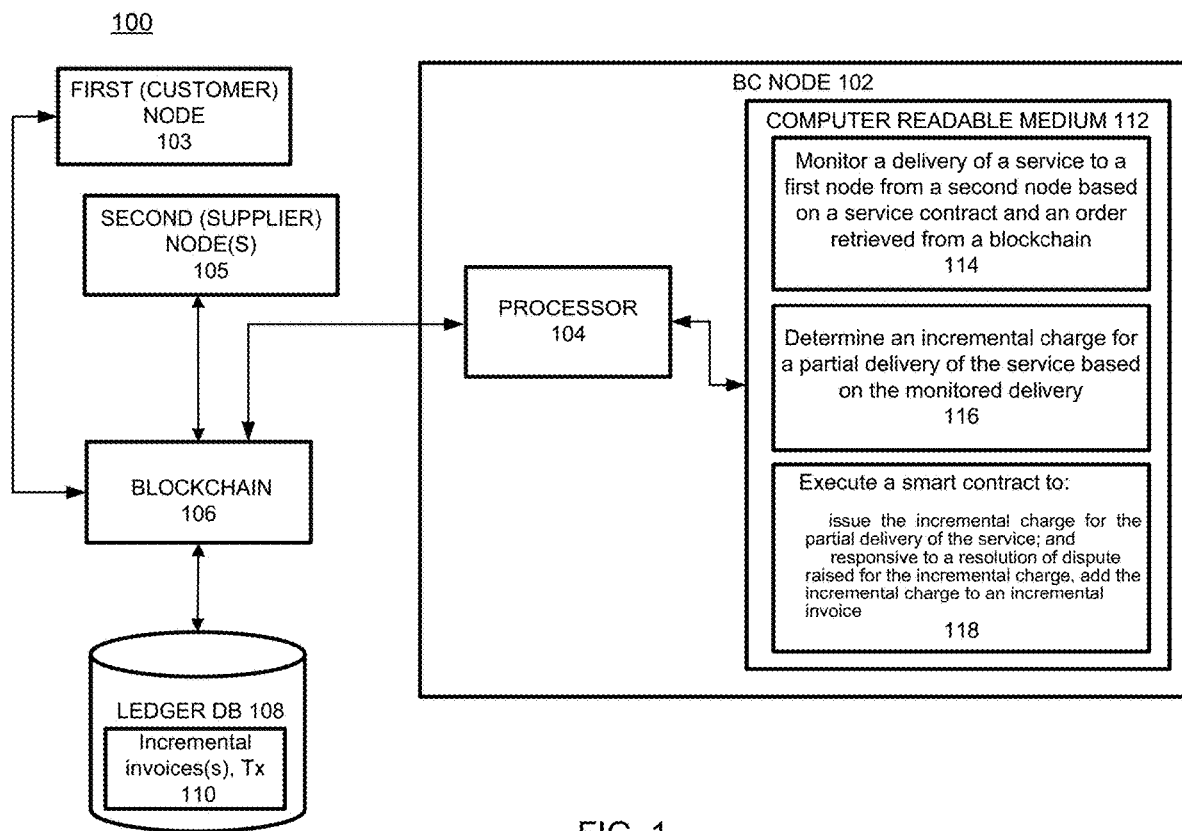 100
FIRST (CUSTOMER)
NODE
103
SECOND (SUPPLIER)
NODE(S)
105
BLOCKCHAIN
106
LEDGER DB 108
Incremental
invoices(s), Tx
110
BC NODE 102
PROCESSOR
104
COMPUTER READABLE MEDIUM 112
Monitor a delivery of a service to a
first node from a second node based
on a service contract and an order
retrieved from a blockchain
114
Determine an incremental charge for
a partial delivery of the service based
on the monitored delivery
116
Execute a smart contract to:
issue the incremental charge for the
partial delivery of the service; and
responsive to a resolution of dispute
raised for the incremental charge, add the
incremental charge to an incremental
invoice
118
FIG. 1